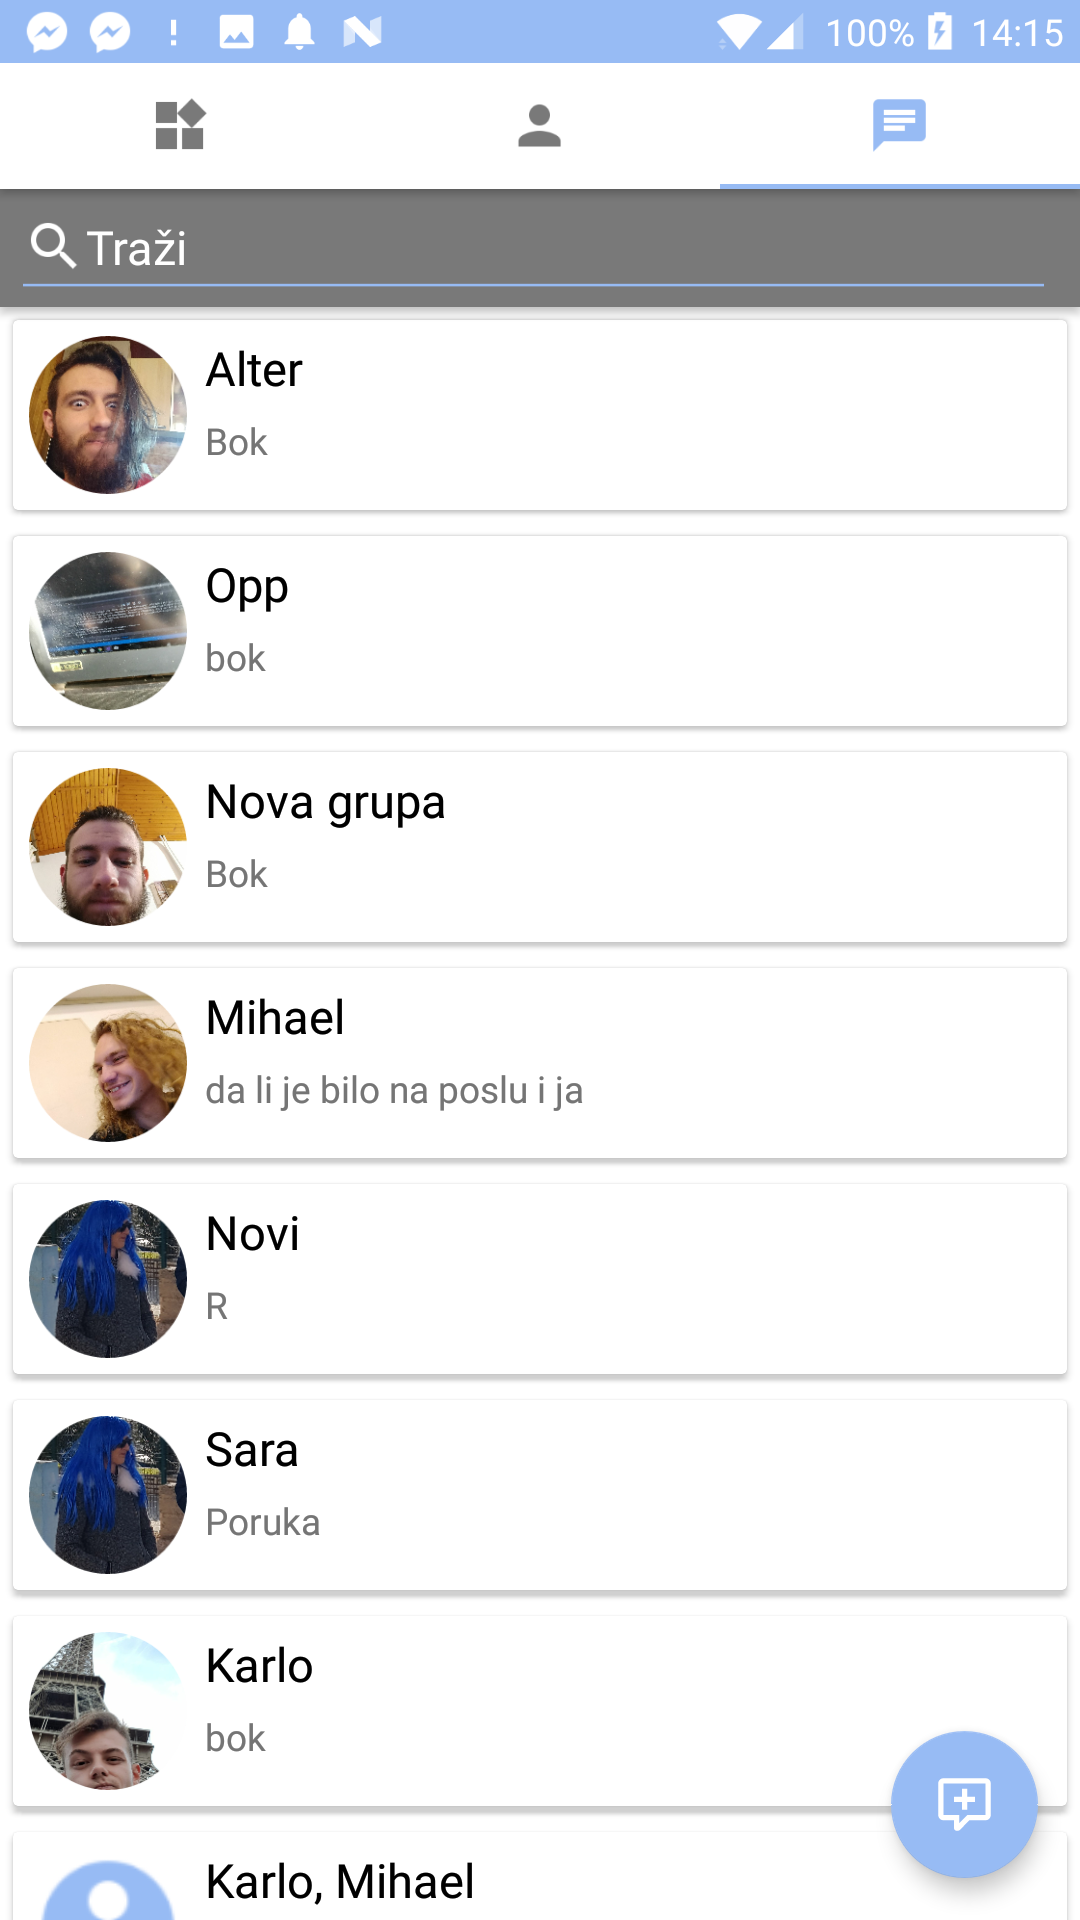 100% 14:15
Traži
Alter
Bok
Opp
bok
Nova grupa
Bok
Mihael
da li je bilo na poslu i ja
Novi
R
Sara
Poruka
Karlo
bok
Karlo, Mihael